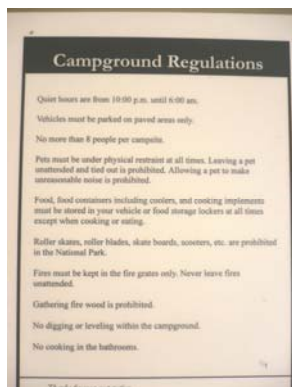 Campground Regulations
Quiet hours are from 10:00 p.m. until 6:00 am.
Vehicles must be parked on paved areas only.
No more than 8 people per campsite.
Pets must be under physical restraint at all times. Leaving a pet
unattended and tied out is prohibited. Allowing a pet to make
unreasonable noise is prohibited.
Food, food containers including coolers, and cooking implements
must be stored in your vehicle or food storage lockers at all times
except when cooking or eating.
Roller skates, roller blades, skate boards, scooters, etc. are prohibited
in the National Park.
Fires must be kept in the fire grates only. Never leave fires
unattended.
Gathering fire wood is prohibited.
No digging or leveling within the campground.
No cooking in the bathrooms.